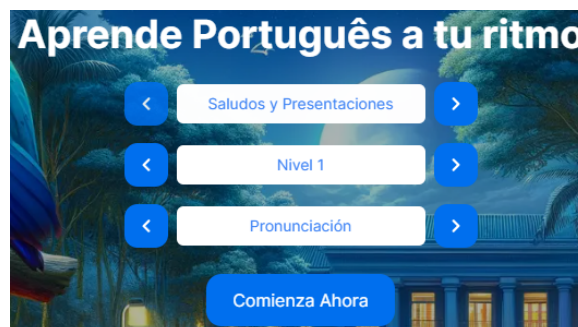 Aprende Português a tu ritmo
Saludos y Presentaciones
Nivel 1
Pronunciación
Comienza Ahora